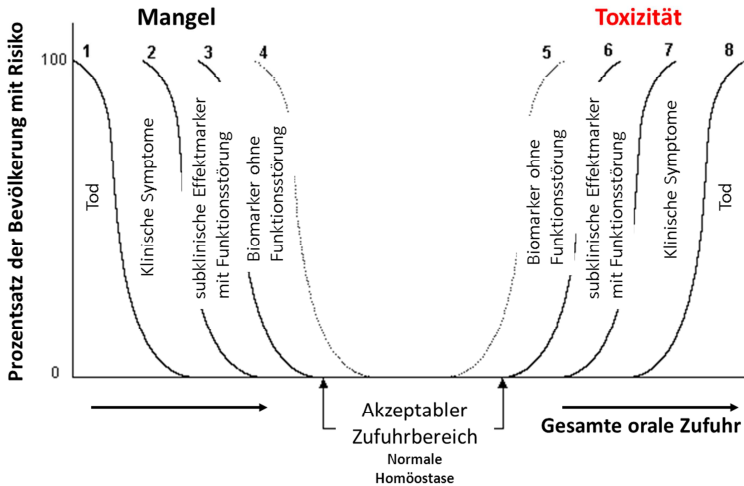 Mangel
Toxizität
1
2
3
4
5
6
7
8
100
0
Prozentsatz der Bevölkerung mit Risiko
Tod
Klinische Symptome
subklinische Effektmarker
mit Funktionsstörung
Biomarker ohne
Funktionsstörung
Biomarker ohne
Funktionsstörung
subklinische Effektmarker
mit Funktionsstörung
Klinische Symptome
Tod
Akzeptabler
Zufuhrbereich
Normale
Homöostase
Gesamte orale Zufuhr